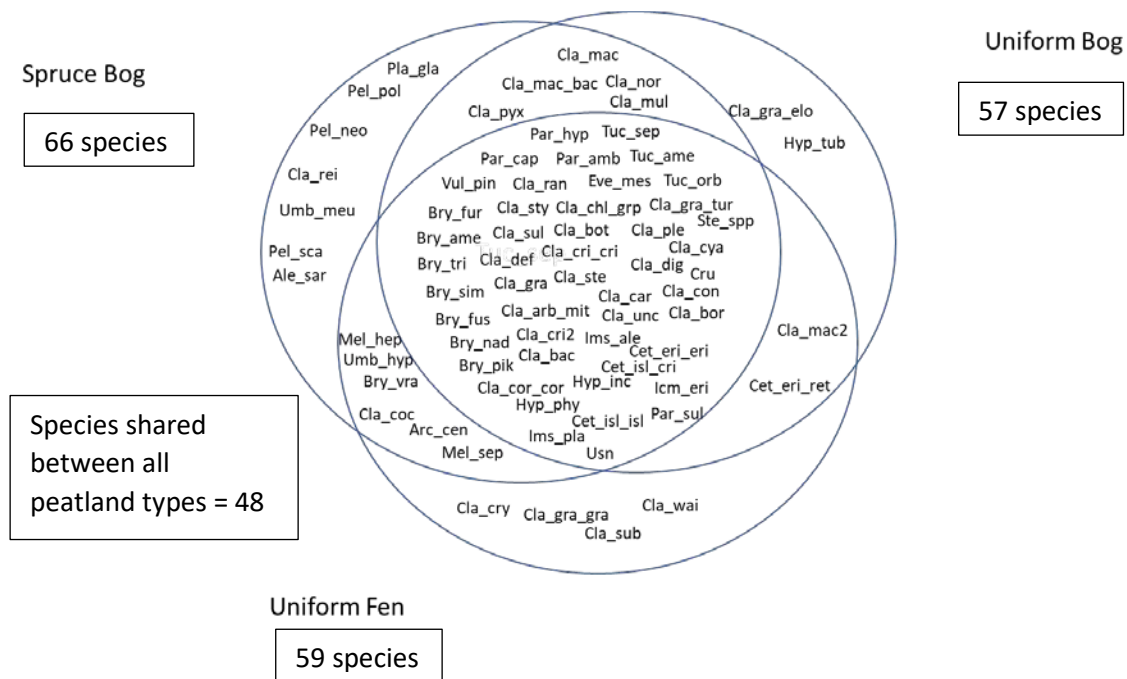 Spruce Bog
66 species
Uniform Bog
57 species
Cla_mac
Pla_gla
Cla_mac_bac Cla_nor
Pel_pol
Cla_mul
Cla_pyx
Cla_gra_elo
Pel_neo
Par_hyp Tuc_sep
Hyp_tub
Par_cap Par_amb Tuc_ame
Cla_rei
Vul_pin Cla_ran Eve_mes Tuc_orb
Umb_meu
Bry_fur Cla_sty Cla_chl_grp Cla_gra_tur
Ste_spp
Bry_ame Cla_sul Cla_bot Cla_ple
Pel_sca
Cla_def Cla_cri_cri Cla_cya
Tuc_sep
Ale_sar
Bry_tri Cla_dig Cru
Cla_gra Cla_ste
Bry_sim Cla_car Cla_con
Bry_fus Cla_arb_mit Cla_unc Cla_bor
Cla_mac2
Mel_hep
Bry_nad Cla_cri2 Ims_ale
Umb_hyp
Cla_bac Cet_eri_eri
Bry_pik Cet_isl_cri
Bry_vra
Cla_cor_cor Hyp_inc Icm_eri
Cet_eri_ret
Hyp_phy
Cla_coc
Cet_isl_isl Par_sul
Arc_cen
Ims_pla
Mel_sep
Usn
Species shared
between all
peatland types = 48
Cla_cry Cla_gra_gra Cla_wai
Cla_sub
Uniform Fen
59 species